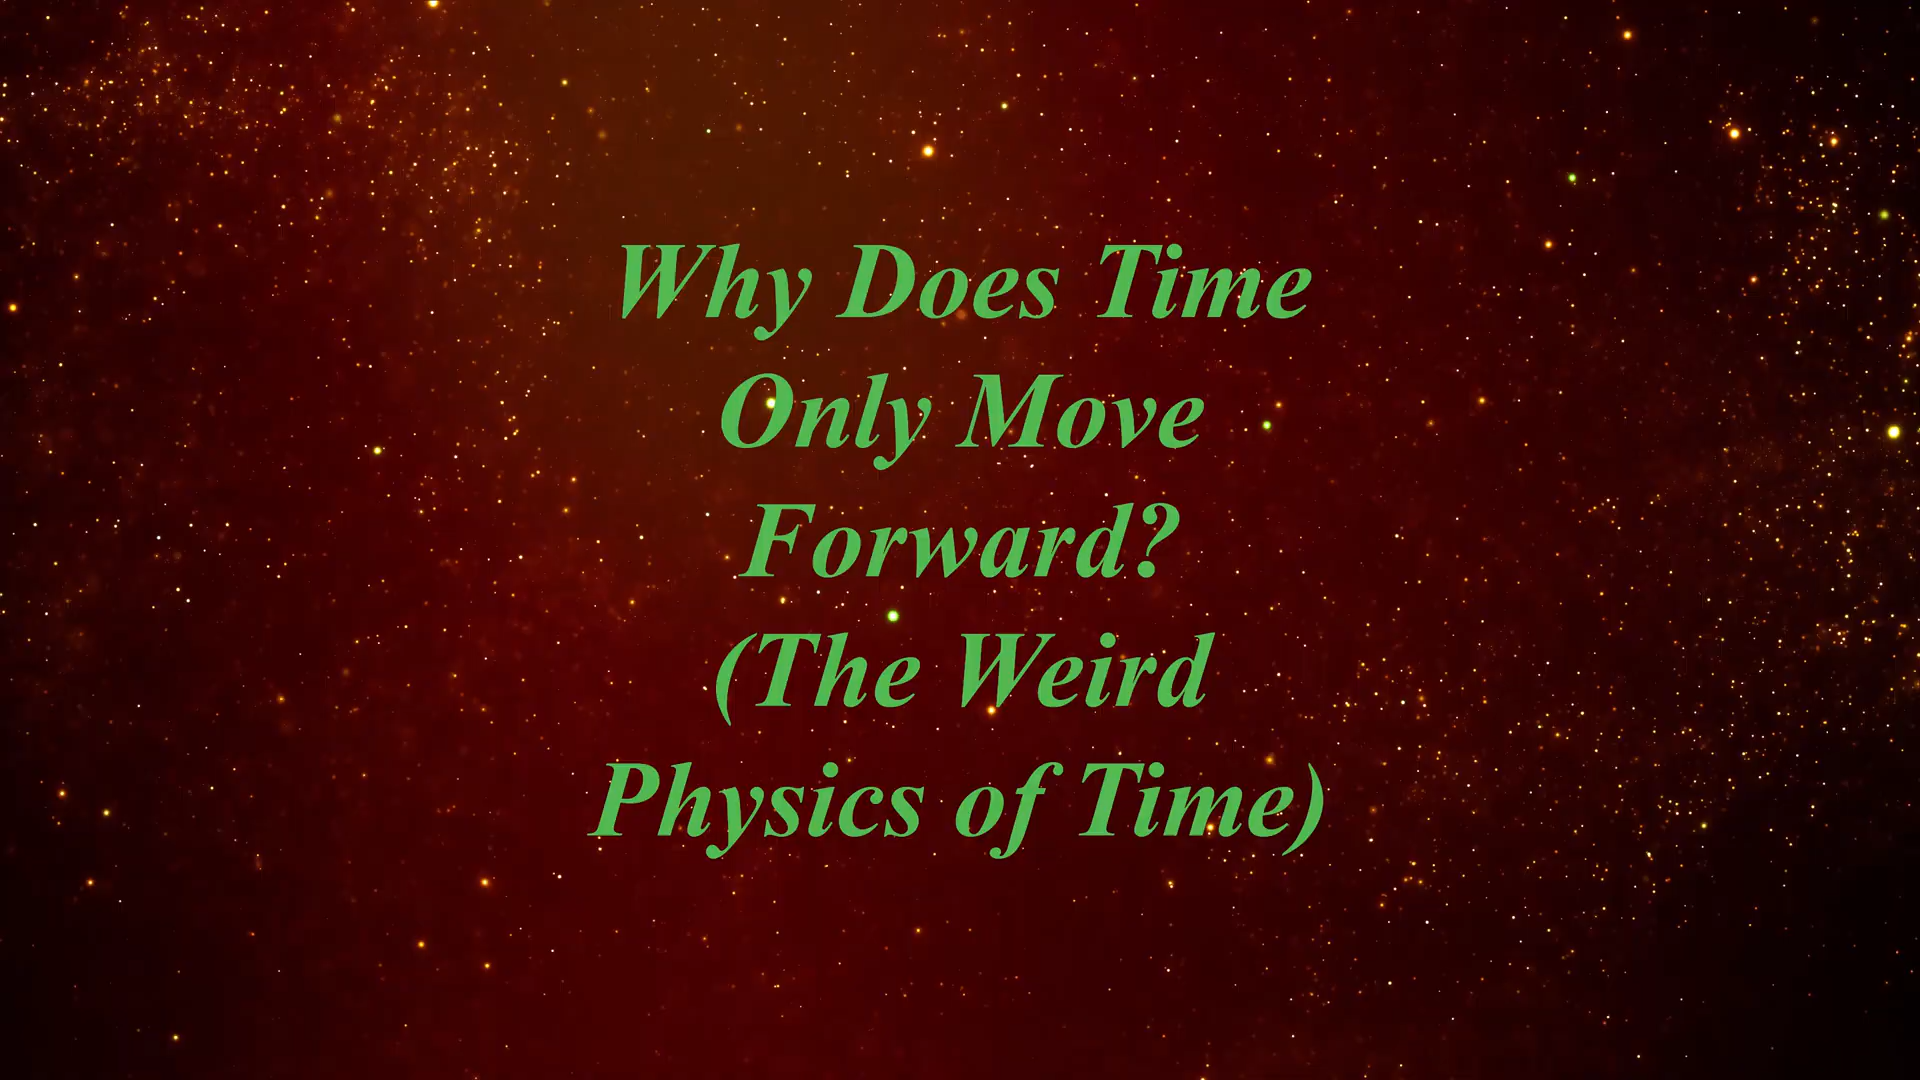 Why Does Time
Only Move
Forward?
(The Weird
Physics of Time)